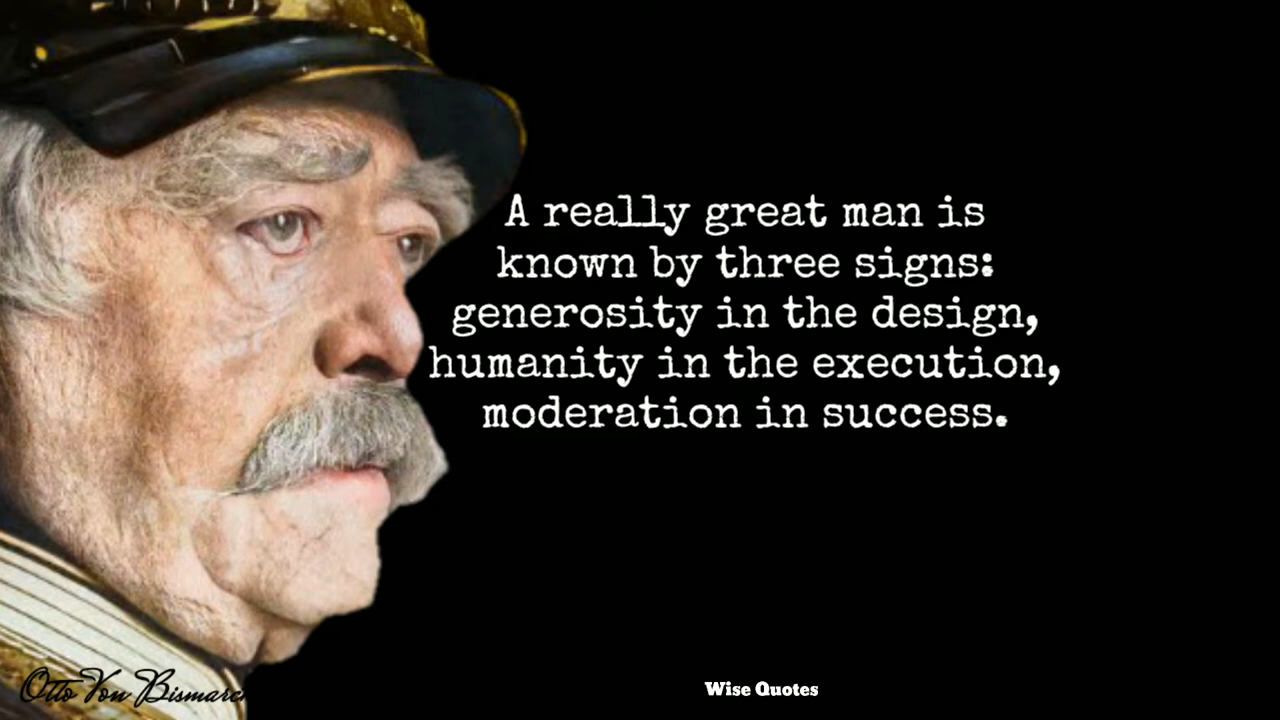 A really great man is
known by three signs:
generosity in the design,
humanity in the execution,
moderation in success.
Otto Von Bismarck
Wise Quotes